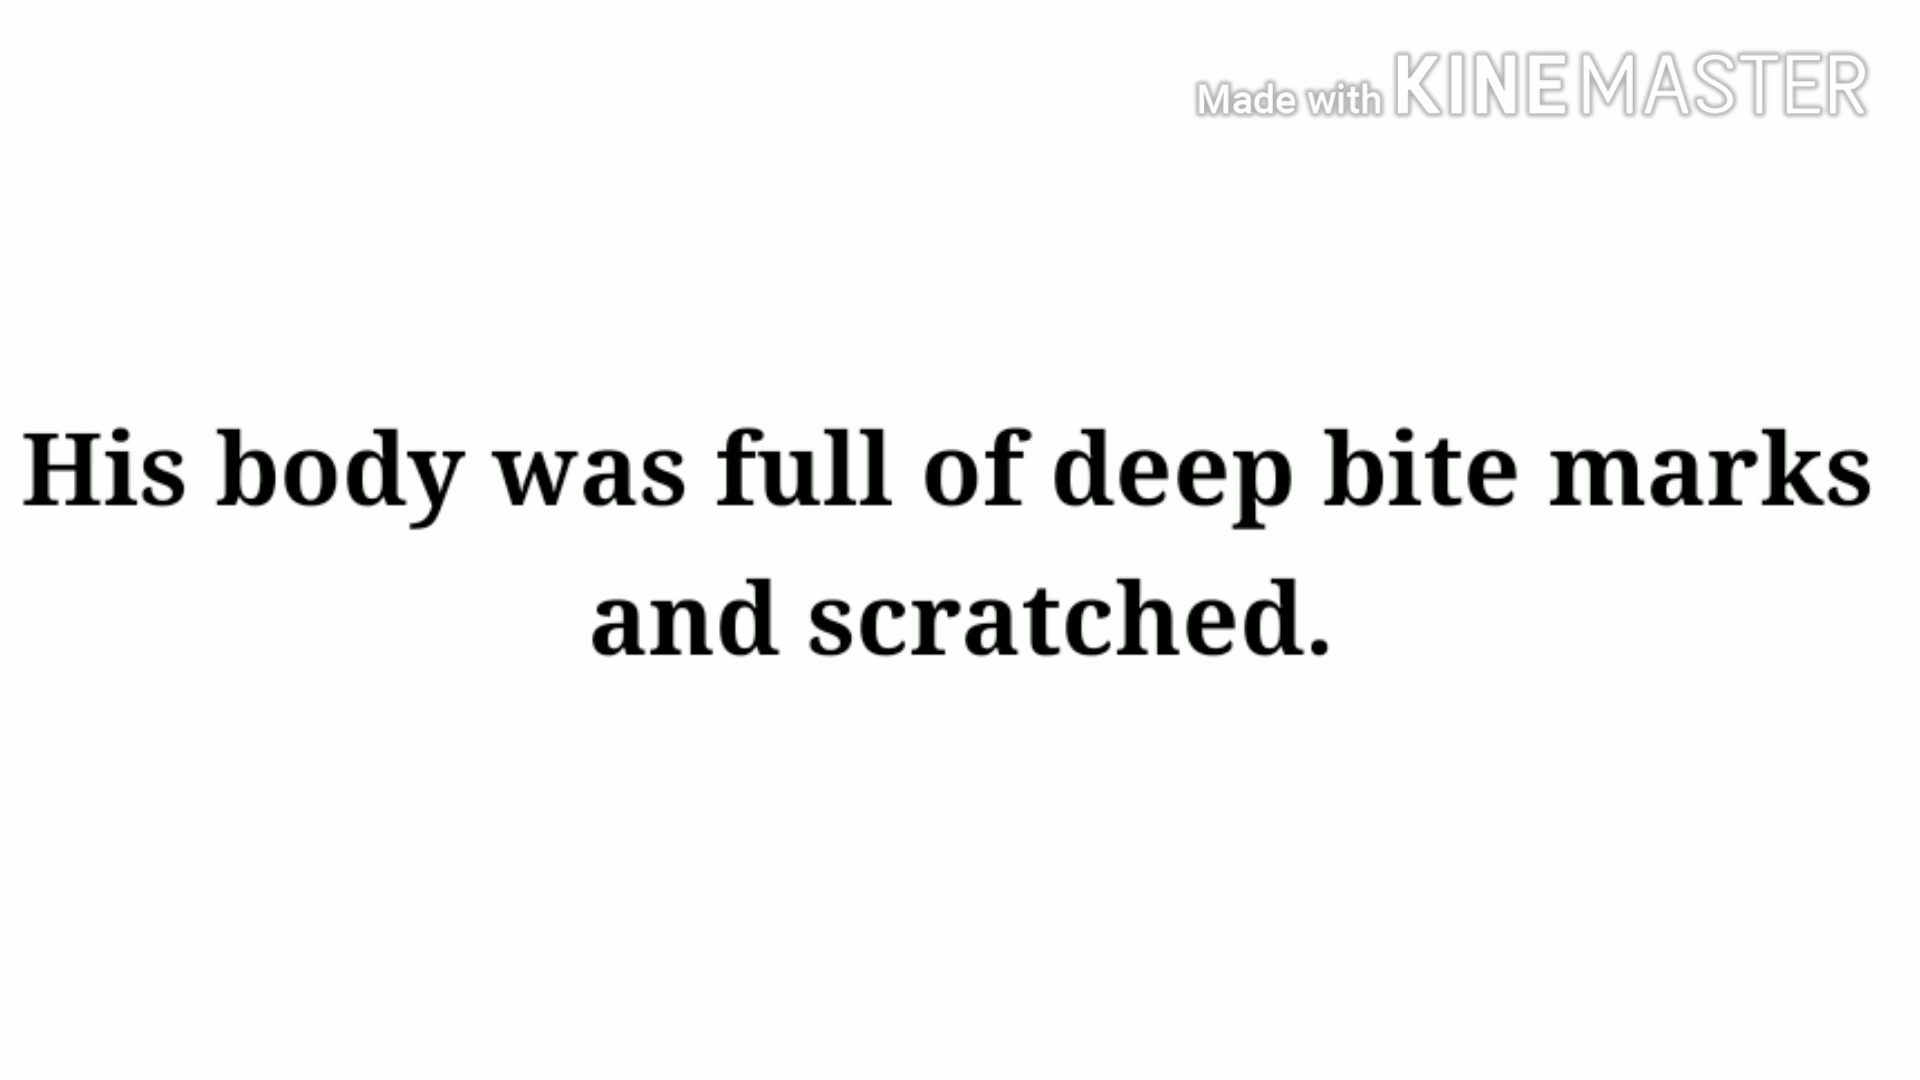 Made with KINEMASTER
His body was full of deep bite marks
and scratched.